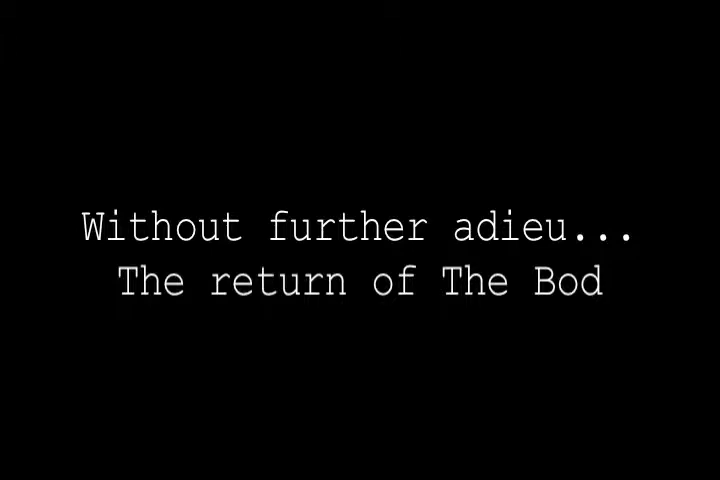 Without further adieu...
The return of The Bod